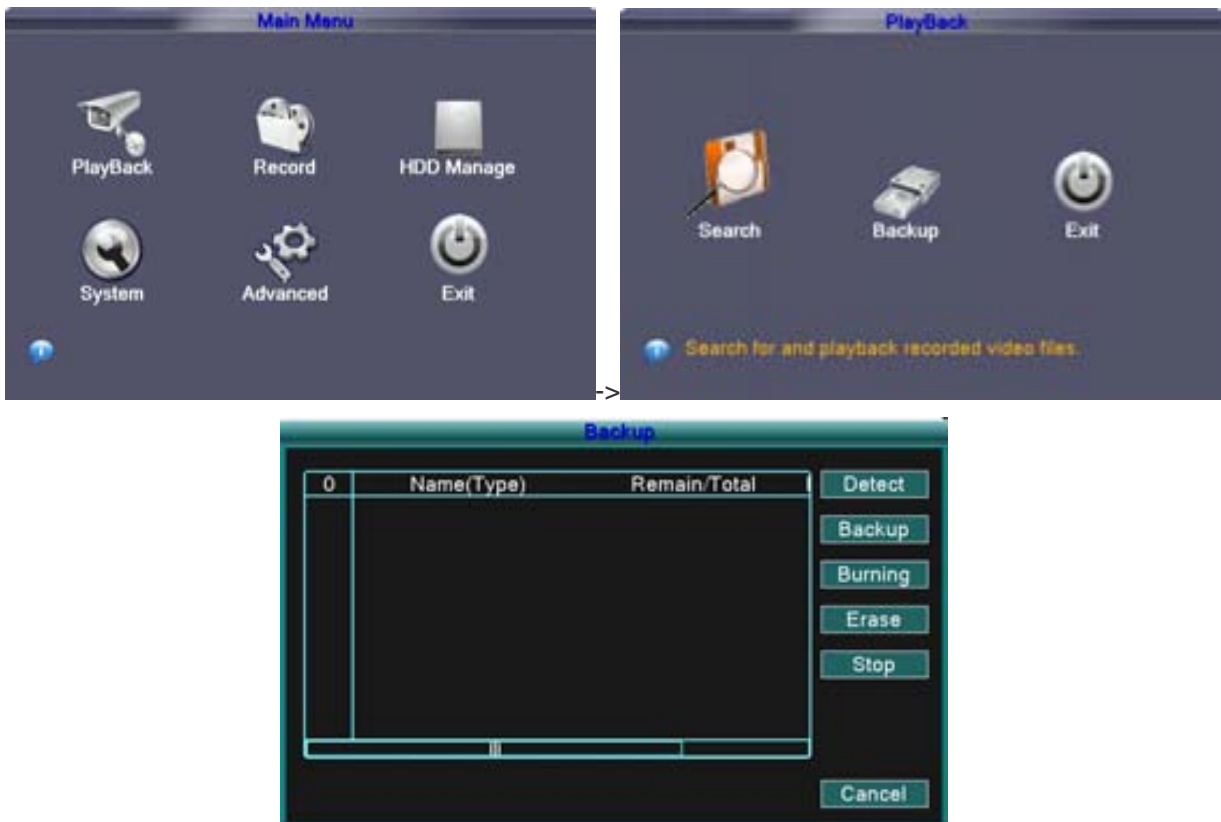 Main Menu
PlayBack Record HDD Manage
System Advanced Exit
->
PlayBack
Search Backup Exit
Search for and playback recorded video files.
Backup
0 Name(Type) Remain/Total
Detect
Backup
Burning
Erase
Stop
Cancel